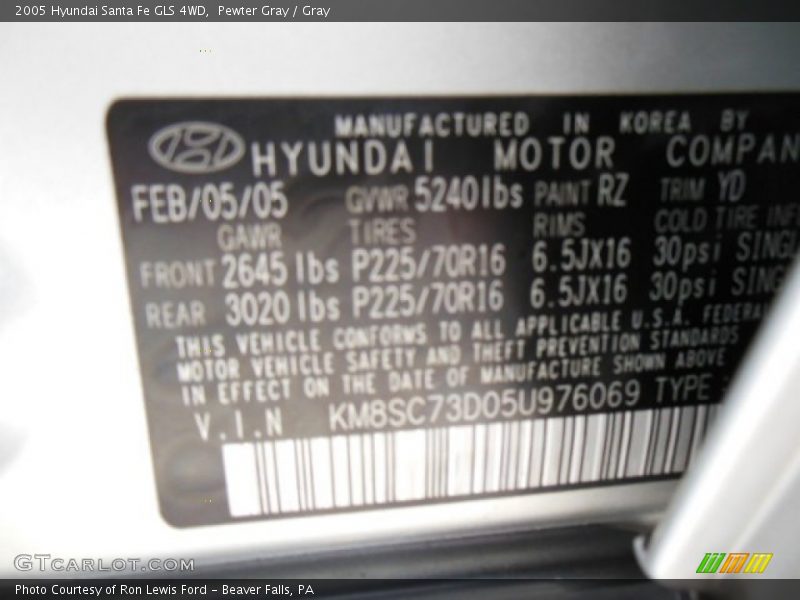 2005 Hyundai Santa Fe GLS 4WD, Pewter Gray / Gray
MANUFACTURED IN KOREA BY
HYUNDAI MOTOR COMPAN
FEB/05/05 GVWR 5240lbs PAINT RZ TRIM YD
GAWR TIRES RIMS COLD TIRE INF
FRONT 2645 lbs P225/70R16 6.5JX16 30psi SINGL
REAR 3020 lbs P225/70R16 6.5JX16 30psi SING
THIS VEHICLE CONFORMS TO ALL APPLICABLE U.S.A. FEDERAL
MOTOR VEHICLE SAFETY AND THEFT PREVENTION STANDARDS
IN EFFECT ON THE DATE OF MANUFACTURE SHOWN ABOVE
V.I.N KM8SC73D05U976069 TYPE
GTCARLOT.COM
Photo Courtesy of Ron Lewis Ford - Beaver Falls, PA